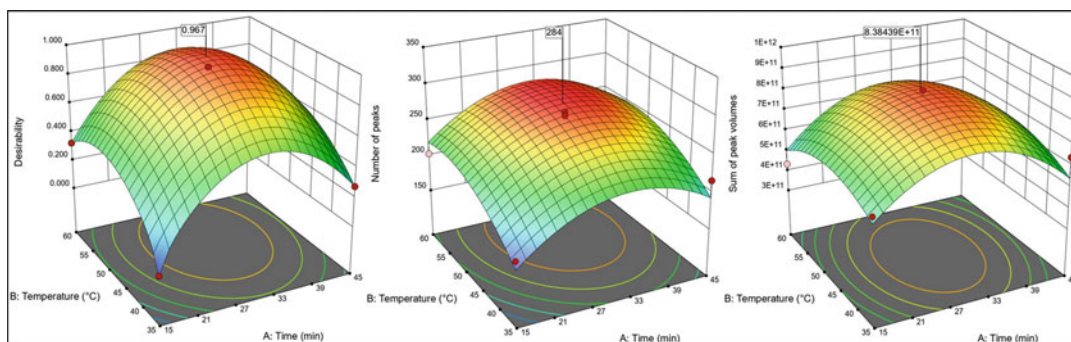 0.967
1.000
0.800
0.600
0.400
0.200
0.000
Desirability
60
55
50
45
40
35
B: Temperature (°C)
15
21
27
33
39
45
A: Time (min)
284
350
300
250
200
150
Number of peaks
60
55
50
45
40
35
B: Temperature (°C)
15
21
27
33
39
45
A: Time (min)
8.38439E+11
1E+12
9E+11
8E+11
7E+11
6E+11
5E+11
4E+11
3E+11
Sum of peak volumes
60
55
50
45
40
35
B: Temperature (°C)
15
21
27
33
39
A: Time (min)